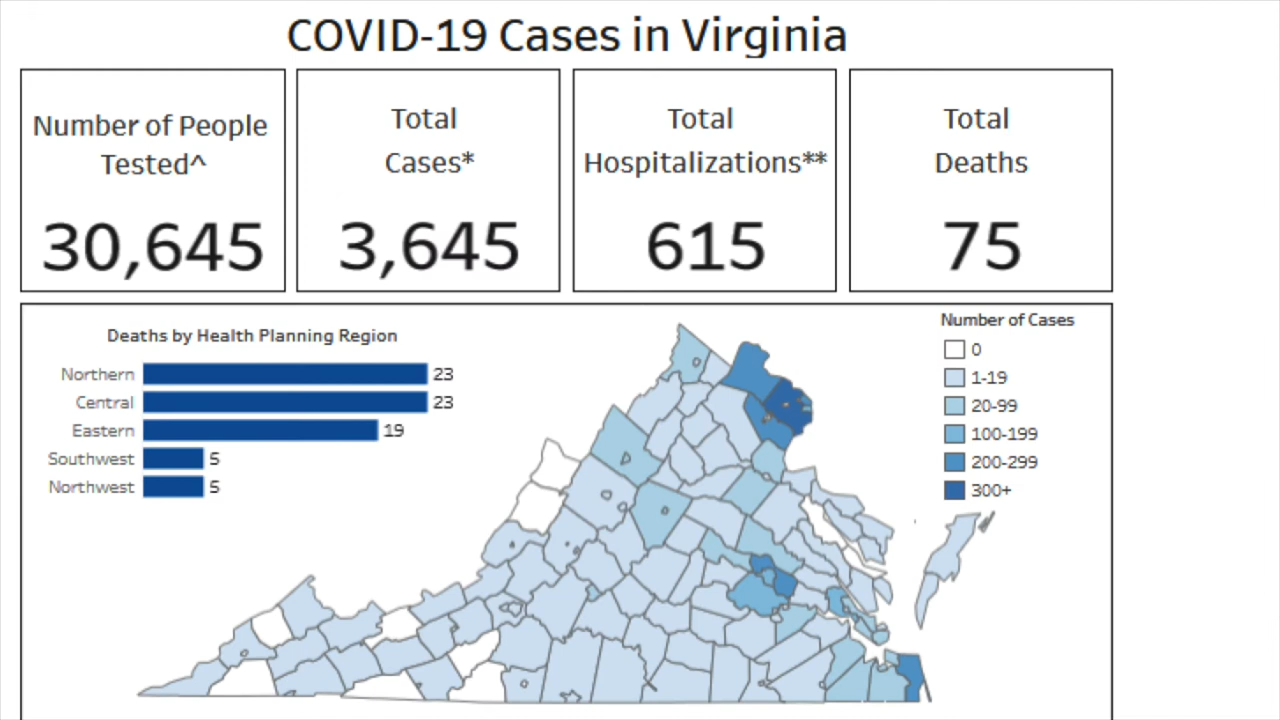 COVID-19 Cases in Virginia
Number of People
Tested^
30,645
Total
Cases*
3,645
Total
Hospitalizations**
615
Total
Deaths
75
Deaths by Health Planning Region
Northern 23
Central 23
Eastern 19
Southwest 5
Northwest 5
Number of Cases
0
1-19
20-99
100-199
200-299
300+